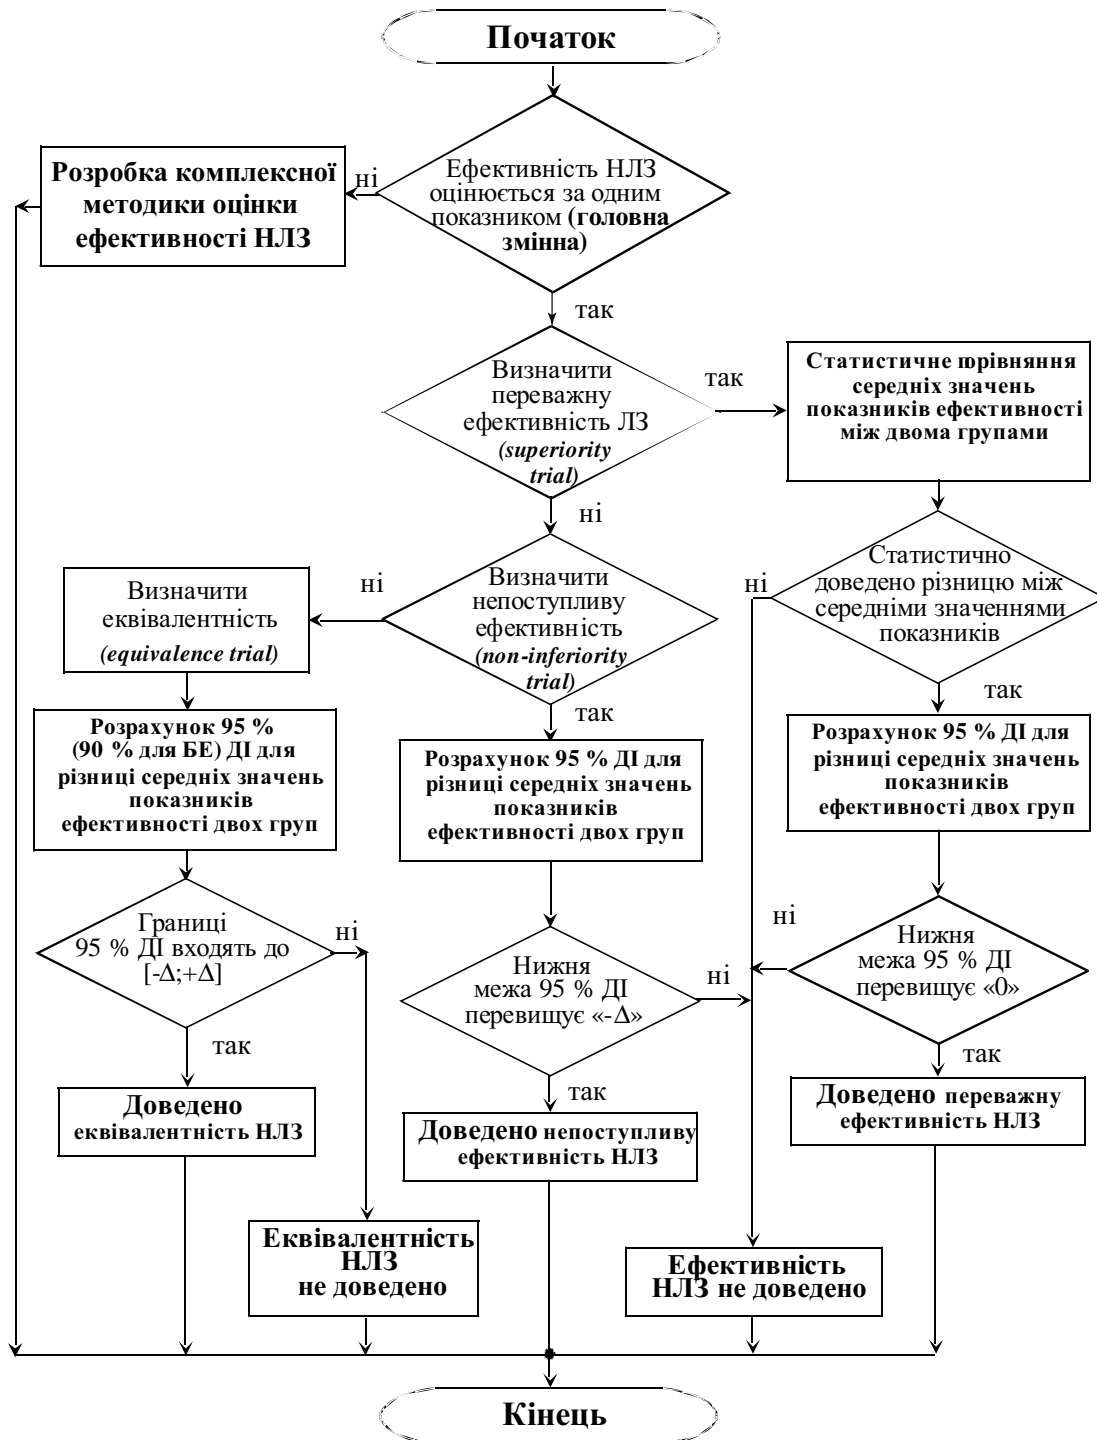 Початок
Ефективність НЛЗ
оцінюється за одним
показником (головна
змінна)
ні
Розробка комплексної
методики оцінки
ефективності НЛЗ
так
Визначити
переважну
ефективність ЛЗ
(superiority
trial)
так
Статистичне порівняння
середніх значень
показників ефективності
між двома групами
ні
Визначити
непоступливу
ефективність
(non-inferiority
trial)
ні
Визначити
еквівалентність
(equivalence trial)
Статистично
доведено різницю між
середніми значеннями
показників
ні
так
так
Розрахунок 95 %
(90 % для БЕ) ДІ для
різниці середніх значень
показників
ефективності двох груп
Розрахунок 95 % ДІ для
різниці середніх значень
показників
ефективності двох груп
Розрахунок 95 % ДІ для
різниці середніх значень
показників
ефективності двох груп
Границі
95 % ДІ входять до
[-Δ;+Δ]
ні
Нижня
межа 95 % ДІ
перевищує «-Δ»
ні
Нижня
межа 95 % ДІ
перевищує «0»
ні
так
так
так
Доведено
еквівалентність НЛЗ
Доведено непоступливу
ефективність НЛЗ
Доведено переважну
ефективність НЛЗ
Еквівалентність
НЛЗ
не доведено
Ефективність
НЛЗ не доведено
Кінець